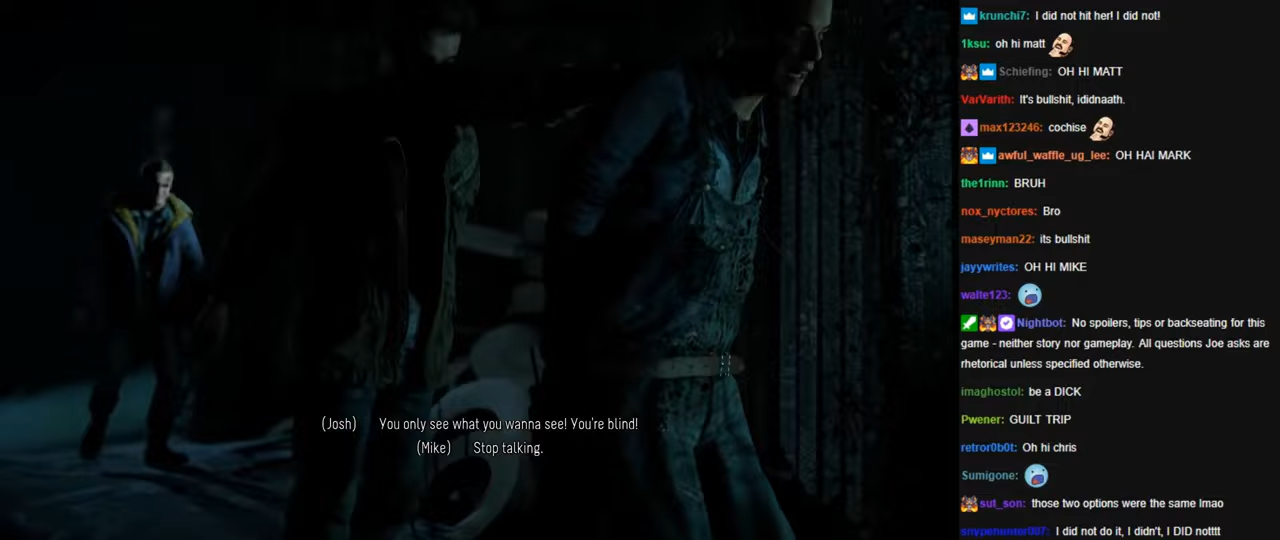 (Josh) You only see what you wanna see! You're blind!
(Mike) Stop talking.
krunchi7: I did not hit her! I did not!
1ksu: oh hi matt
Schiefing: OH HI MATT
VarVarith: It's bullshit, ididnaath.
max123246: cochise
awful_waffle_ug_lee: OH HAI MARK
the1rinn: BRUH
nox_nyctores: Bro
maseyman22: its bullshit
jayywrites: OH HI MIKE
walte123:
Nightbot: No spoilers, tips or backseating for this
game - neither story nor gameplay. All questions Joe asks are
rhetorical unless specified otherwise.
imaghostol: be a DICK
Pwener: GUILT TRIP
retror0b0t: Oh hi chris
Sumigone:
sut_son: those two options were the same lmao
I did not do it, I didn't, I DID notttt